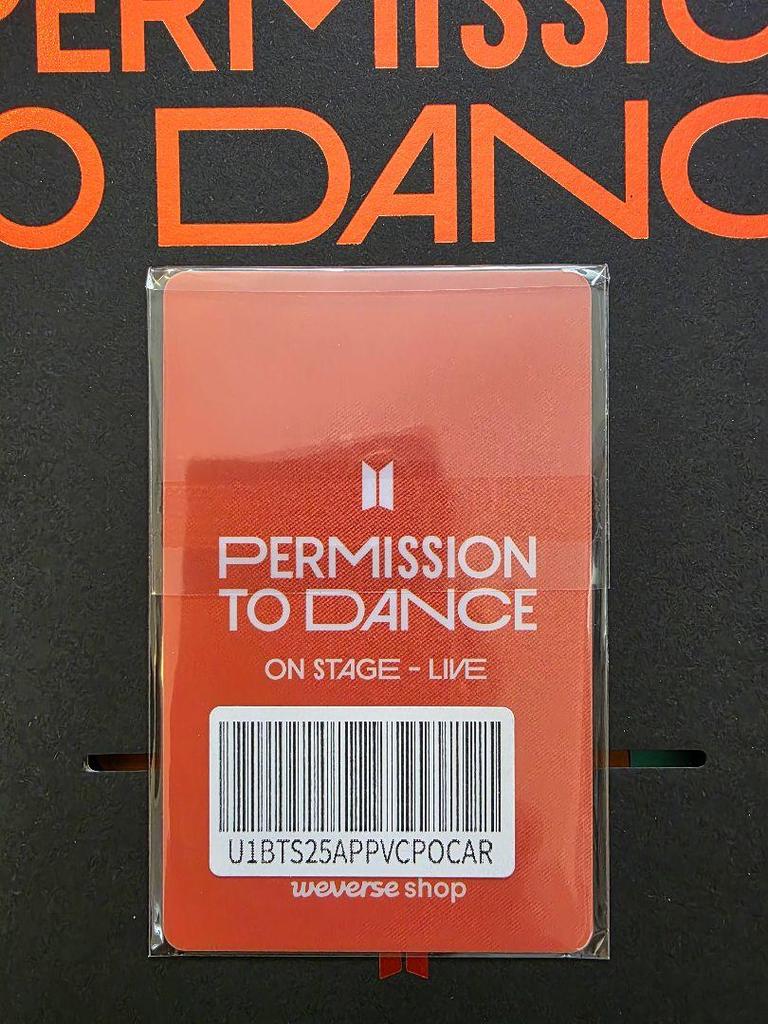 PERMISSIO
O DANC
PERMISSION
TO DANCE
ON STAGE - LIVE
U1BTS25APPVCPOCAR
weverse shop